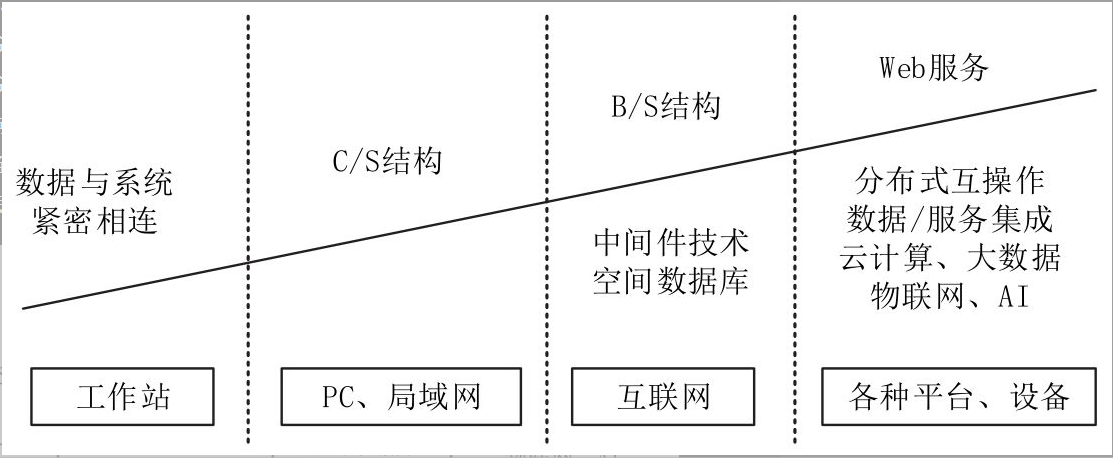 数据与系统
紧密相连
工作站
C/S结构
PC、局域网
B/S结构
中间件技术
空间数据库
互联网
Web服务
分布式互操作
数据/服务集成
云计算、大数据
物联网、AI
各种平台、设备